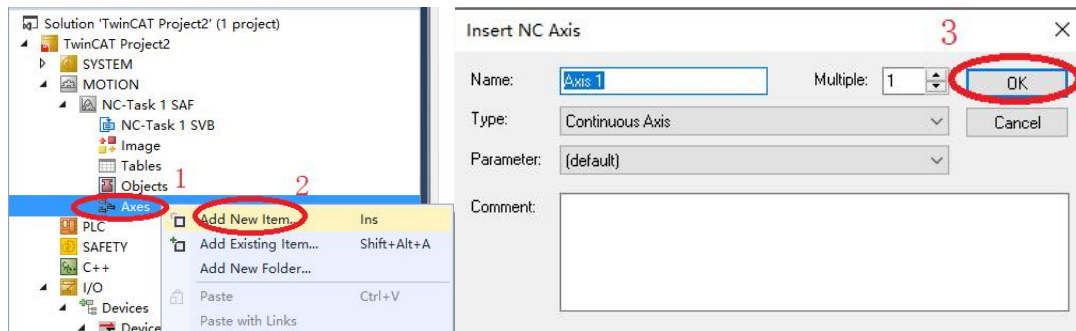 Solution 'TwinCAT Project2' (1 project)
TwinCAT Project2
SYSTEM
MOTION
NC-Task 1 SAF
NC-Task 1 SVB
Image
Tables
Objects
1
2
Axes
Add New Item... Ins
PLC
SAFETY
Add Existing Item... Shift+Alt+A
C++
Add New Folder...
I/O
Paste Ctrl+V
Devices
Paste with Links
Device
Insert NC Axis
3
Name: Axis 1 Multiple: 1 OK
Type: Continuous Axis Cancel
Parameter: (default)
Comment: